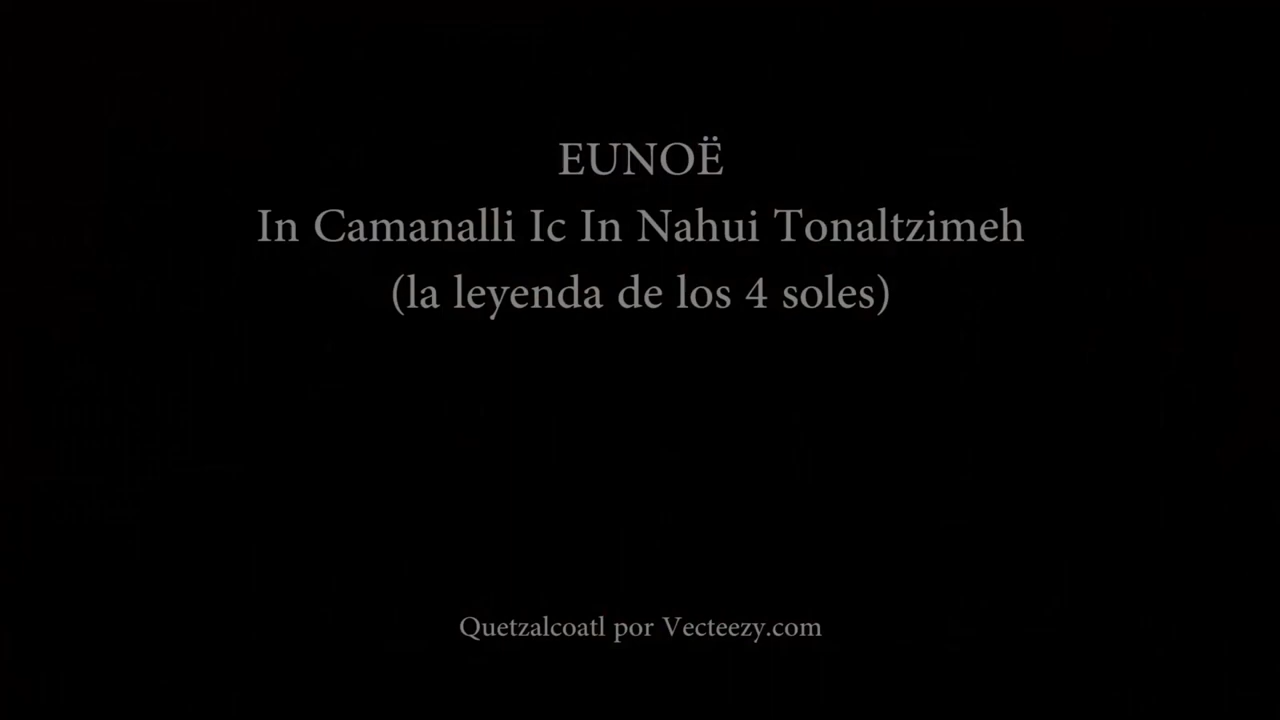 EUNOË
In Camanalli Ic In Nahui Tonaltzimeh
(la leyenda de los 4 soles)
Quetzalcoatl por Vecteezy.com